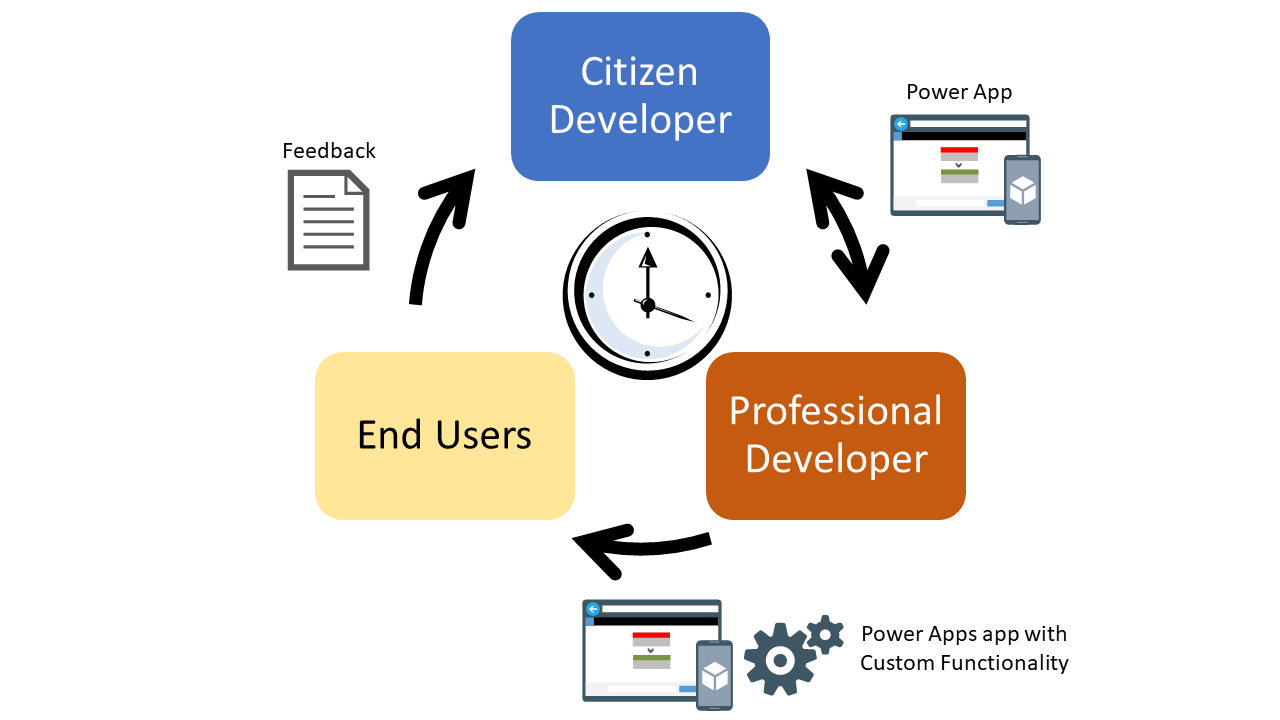 Citizen
Developer
Power App
Feedback
End Users
Professional
Developer
Power Apps app with
Custom Functionality